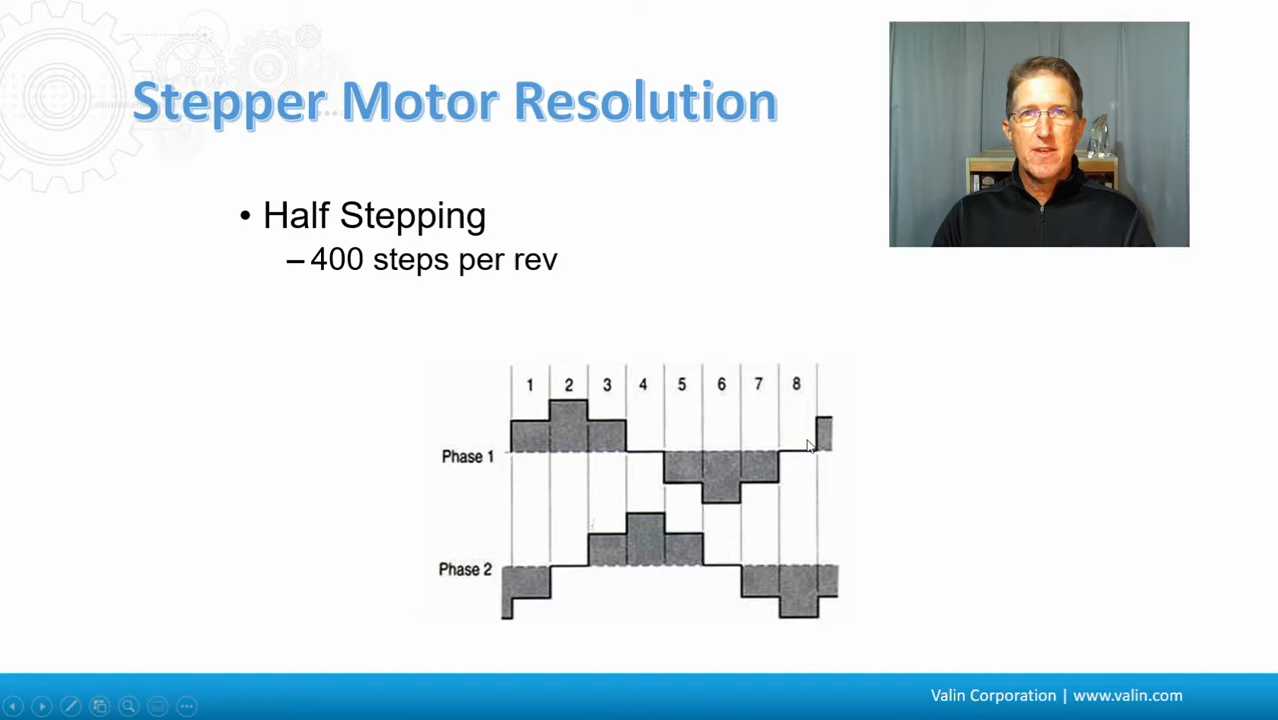 Stepper Motor Resolution
• Half Stepping
– 400 steps per rev
1 2 3 4 5 6 7 8
Phase 1
Phase 2
Valin Corporation | www.valin.com